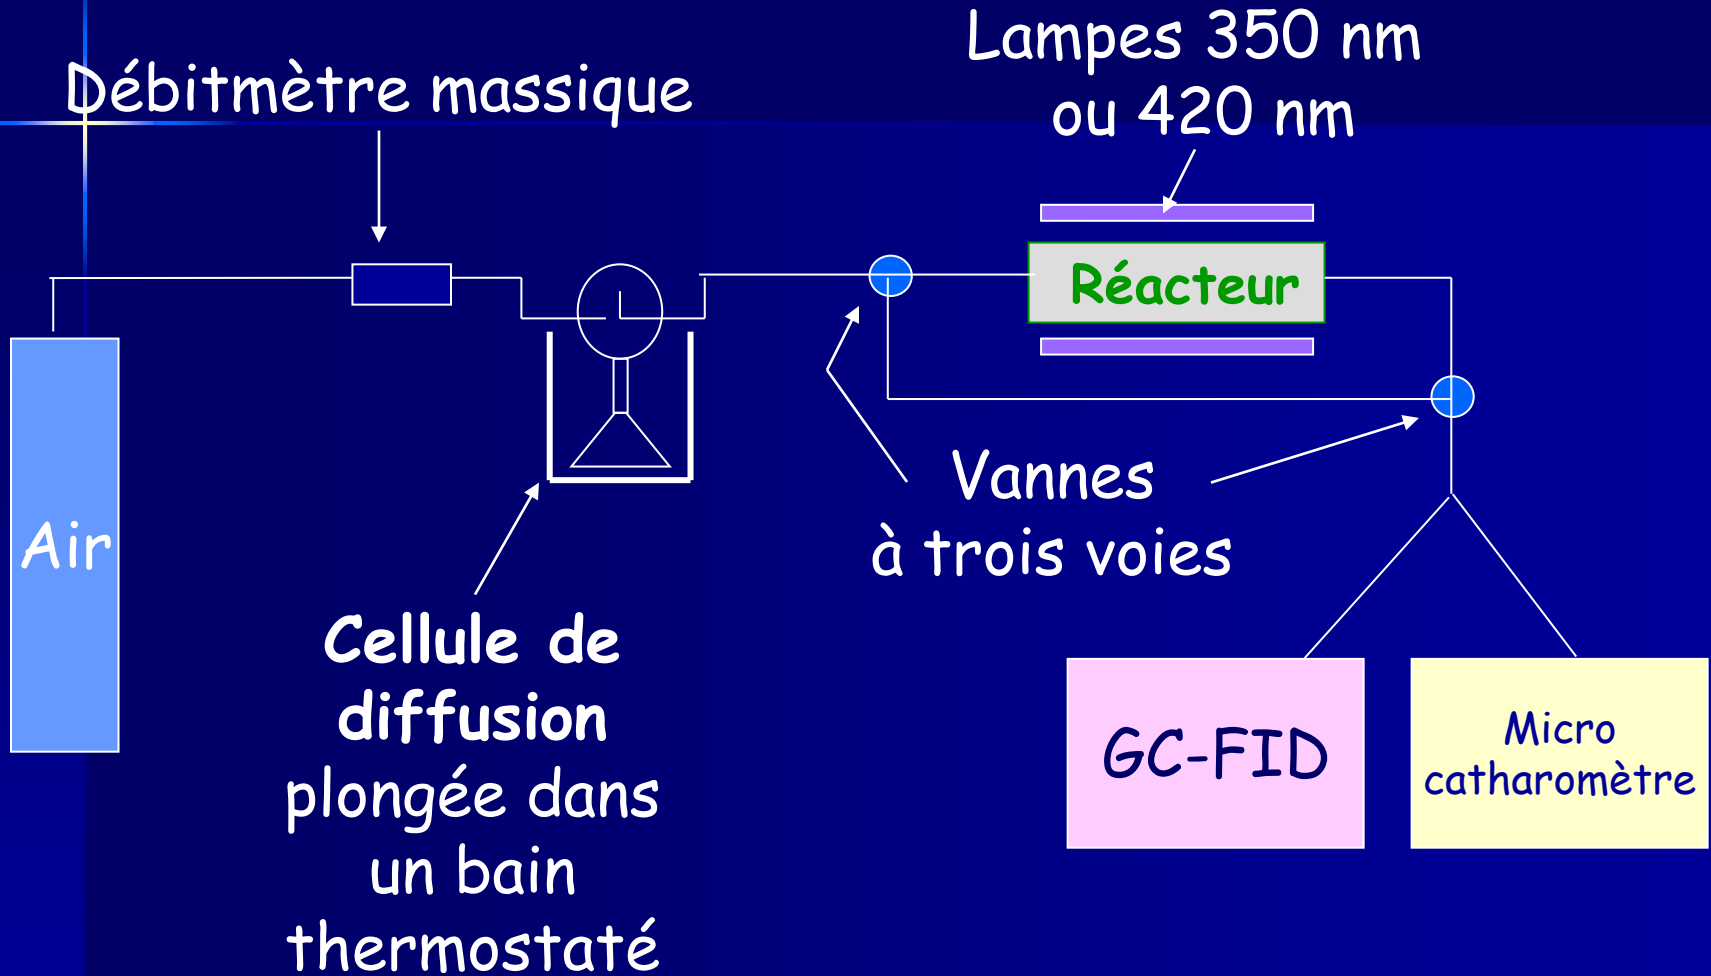 Débitmètre massique
Lampes 350 nm
ou 420 nm
Réacteur
Air
Vannes
à trois voies
Cellule de
diffusion
plongée dans
un bain
thermostaté
GC-FID
Micro
catharomètre